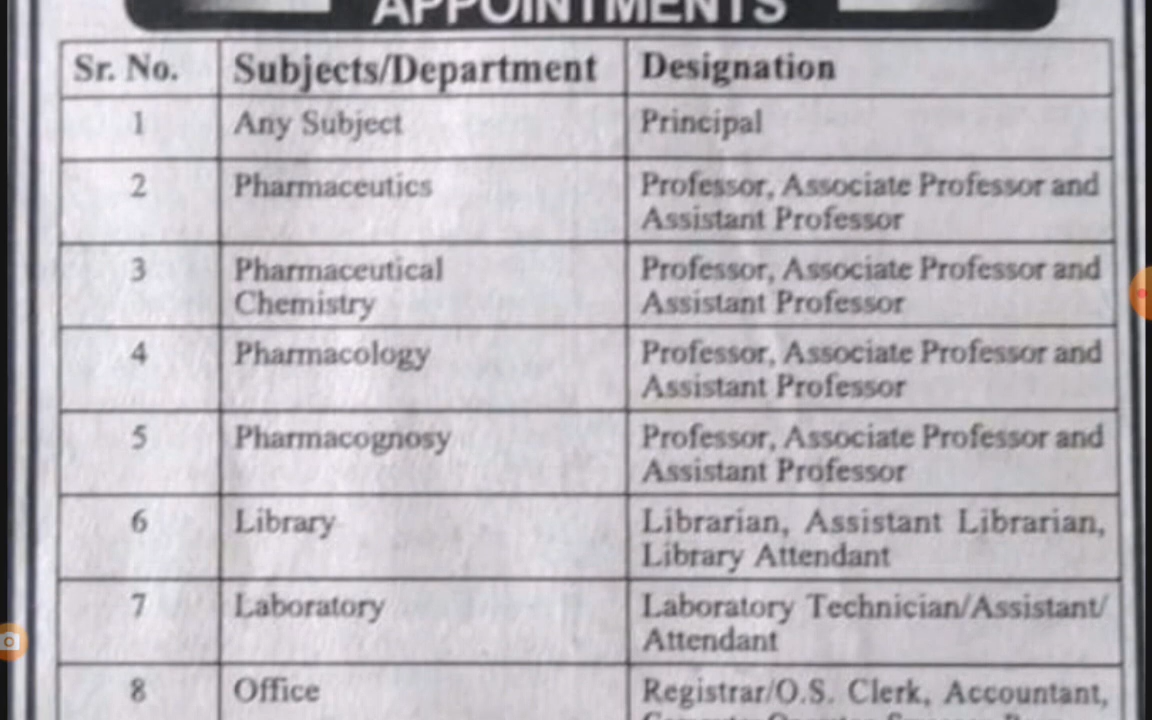 APPOINTMENTS
Sr. No. Subjects/Department Designation
1 Any Subject Principal
2 Pharmaceutics Professor, Associate Professor and
Assistant Professor
3 Pharmaceutical Professor, Associate Professor and
Chemistry Assistant Professor
4 Pharmacology Professor, Associate Professor and
Assistant Professor
5 Pharmacognosy Professor, Associate Professor and
Assistant Professor
6 Library Librarian, Assistant Librarian,
Library Attendant
7 Laboratory Laboratory Technician/Assistant/
Attendant
8 Office Registrar/O.S. Clerk, Accountant,